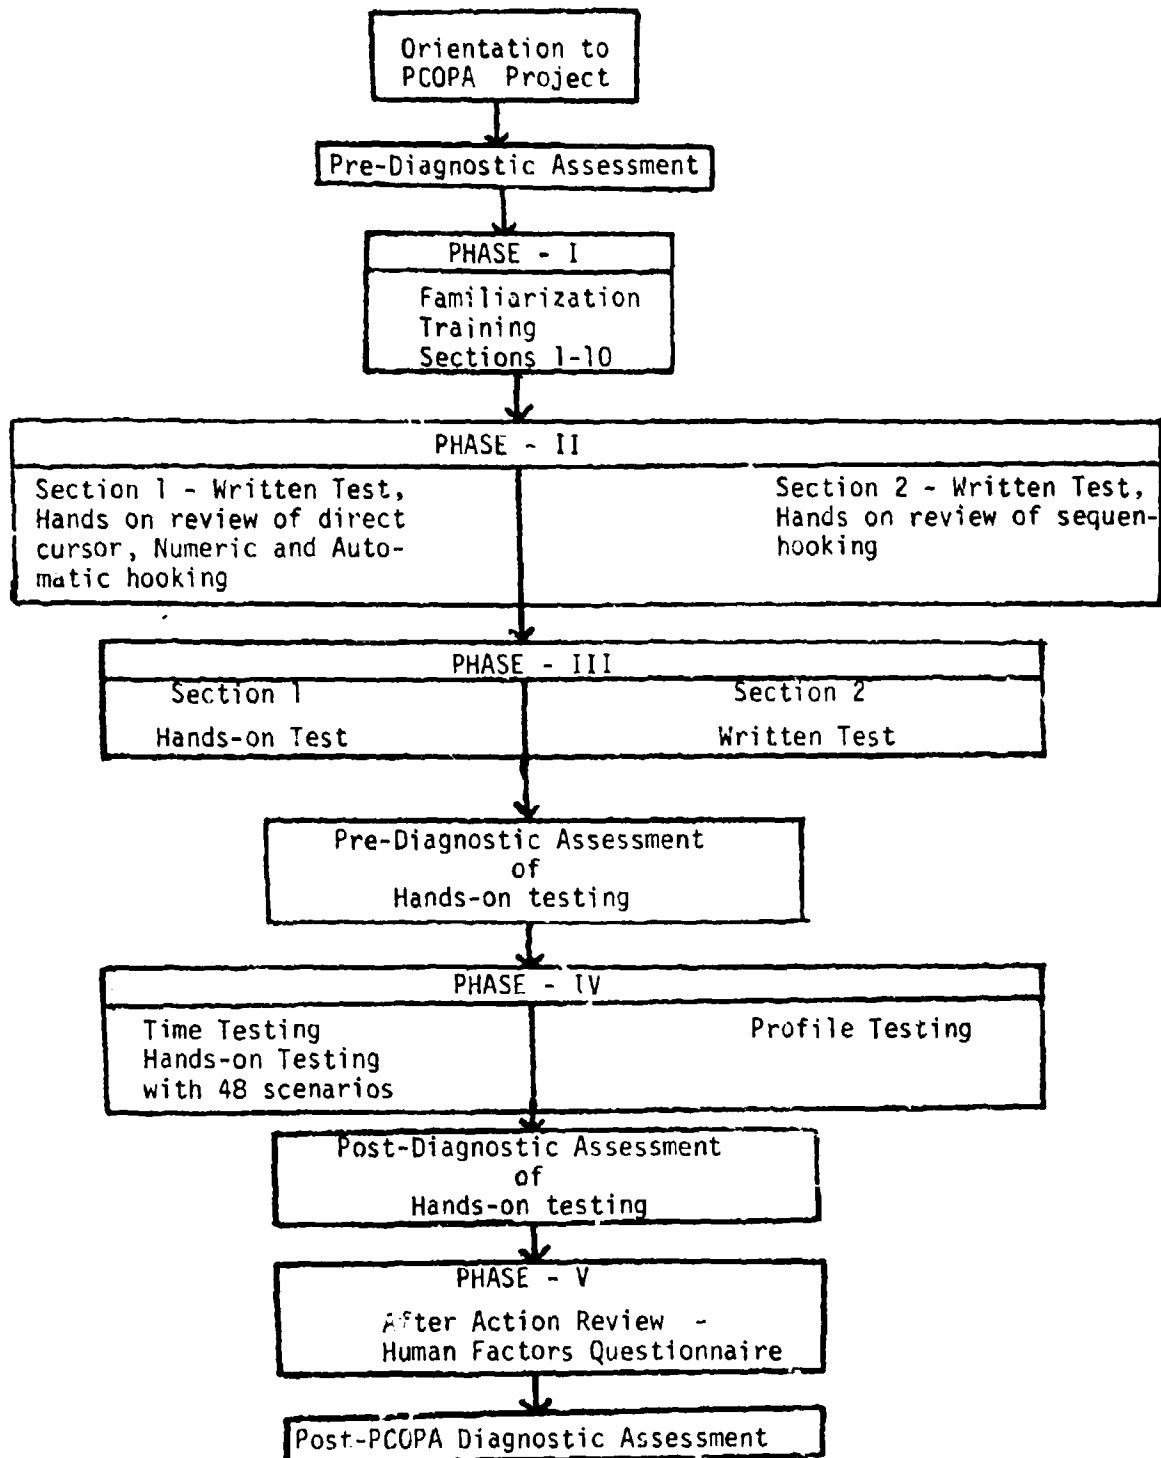 Orientation to
PCOPA Project
Pre-Diagnostic Assessment
PHASE - I
Familiarization
Training
Sections 1-10
PHASE - II
Section 1 - Written Test,
Hands on review of direct
cursor, Numeric and Auto-
matic hooking
Section 2 - Written Test,
Hands on review of sequen-
hooking
PHASE - III
Section 1
Hands-on Test
Section 2
Written Test
Pre-Diagnostic Assessment
of
Hands-on testing
PHASE - IV
Time Testing
Hands-on Testing
with 48 scenarios
Profile Testing
Post-Diagnostic Assessment
of
Hands-on testing
PHASE - V
After Action Review -
Human Factors Questionnaire
Post-PCOPA Diagnostic Assessment